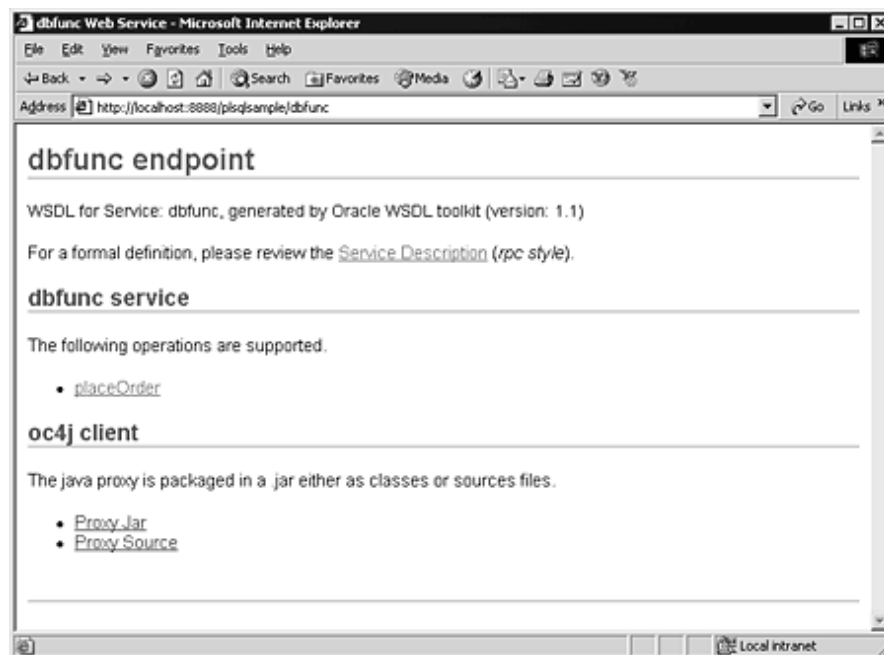 dbfunc Web Service - Microsoft Internet Explorer
File Edit View Favorites Tools Help
Back Search Favorites Media
Address http://localhost:8888/plsqlsample/dbfunc Go Links »
dbfunc endpoint
WSDL for Service: dbfunc, generated by Oracle WSDL toolkit (version: 1.1)
For a formal definition, please review the Service Description (rpc style).
dbfunc service
The following operations are supported.
• placeOrder
oc4j client
The java proxy is packaged in a .jar either as classes or sources files.
• Proxy Jar
• Proxy Source
Local intranet